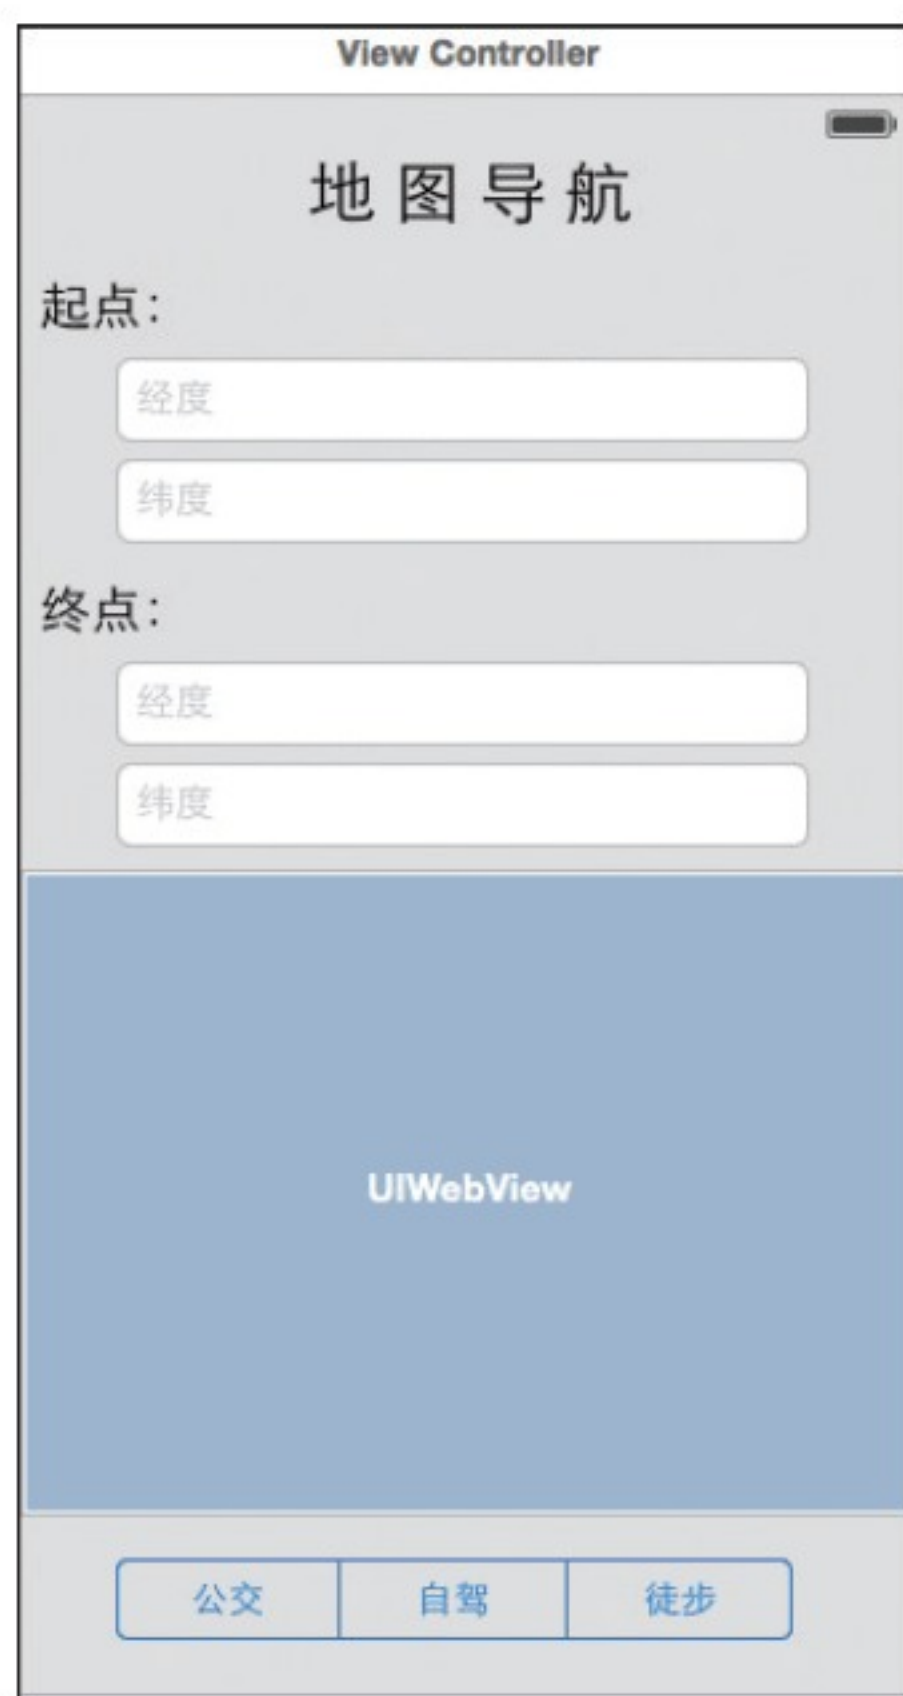 View Controller
地图导航
起点：
经度
纬度
终点：
经度
纬度
UIWebView
公交 自驾 徒步